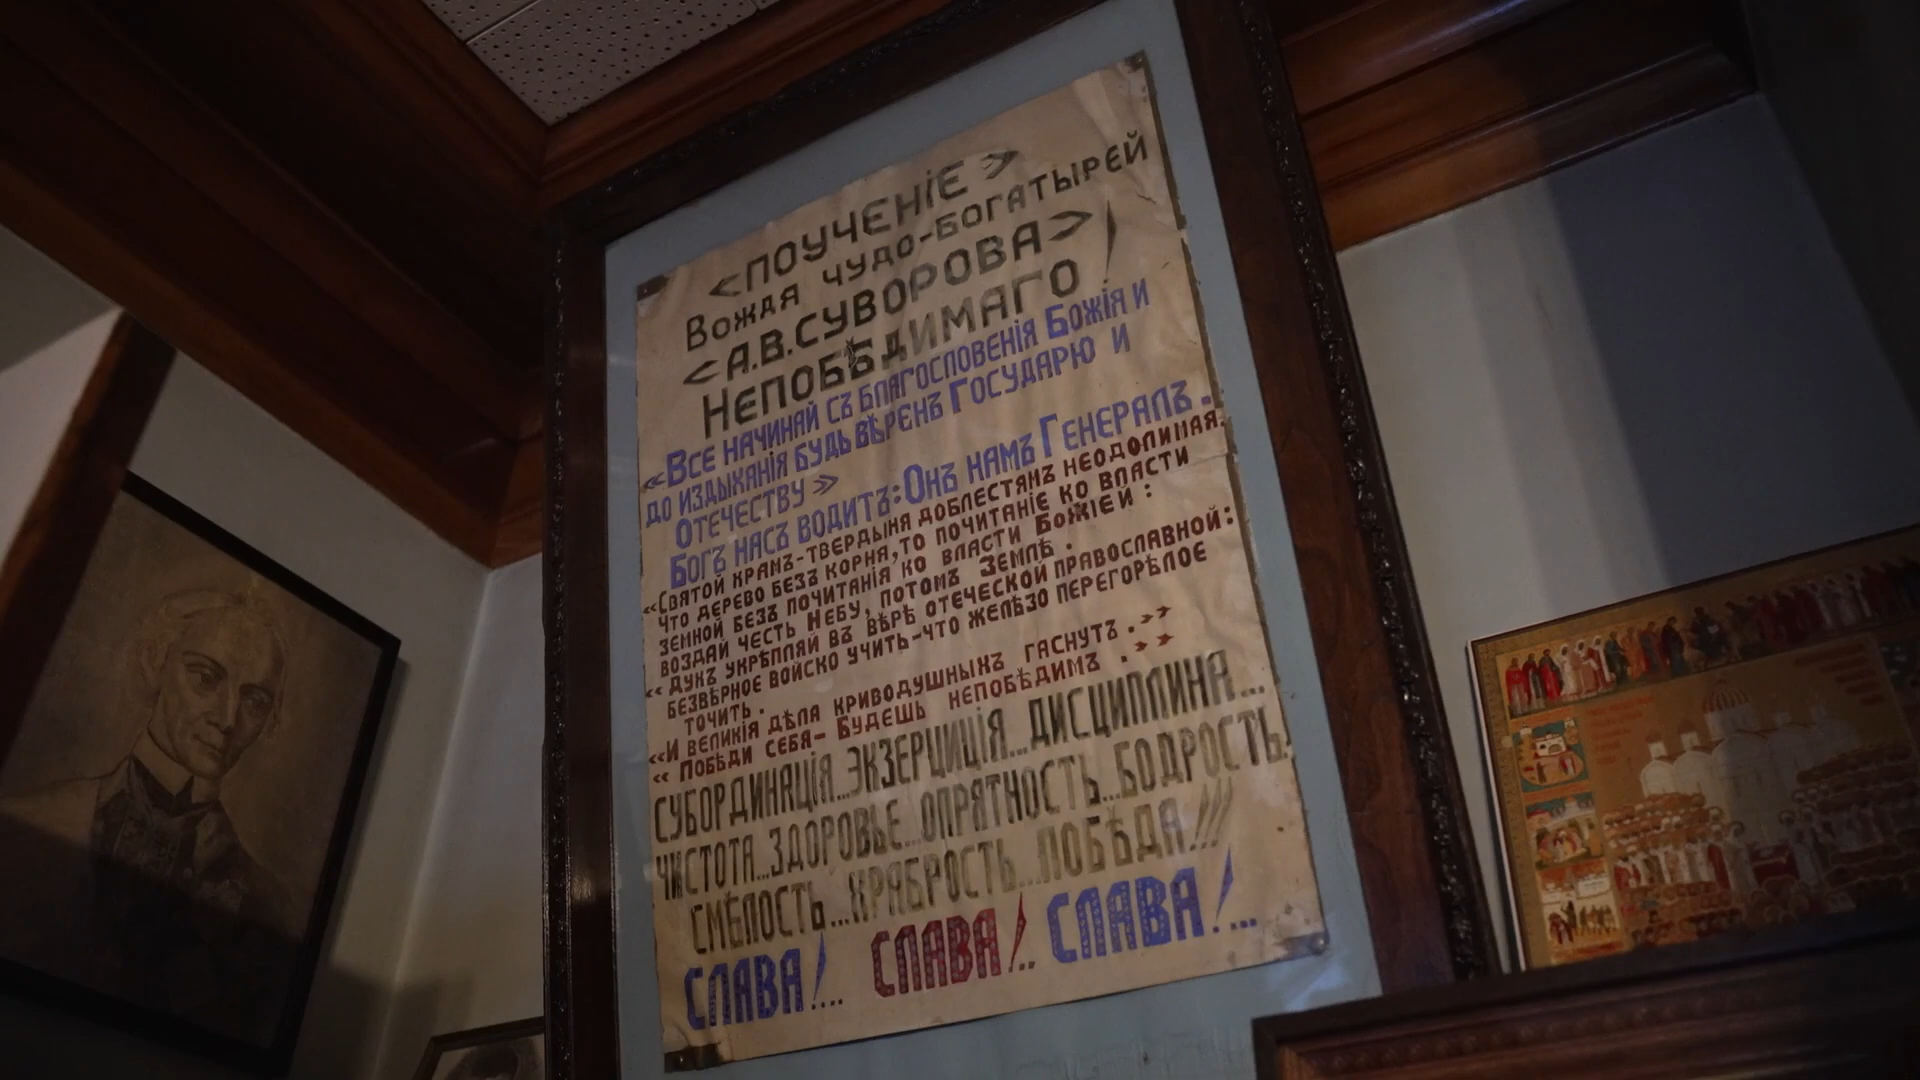 <ПОУЧЕНІЕ>
ВОЖДЯ ЧУДО-БОГАТЫРЕЙ
<А.В.СУВОРОВА>
НЕПОБѢДИМАГО!
«ВСЕ НАЧИНАЙ СЪ БЛАГОСЛОВЕНІЯ БОЖІЯ И
ДО ИЗДЫХАНІЯ БУДЬ ВѢРЕНЪ ГОСУДАРЮ И
ОТЕЧЕСТВУ»
БОГЪ НАСЪ ВОДИТЪ: ОНЪ НАМЪ ГЕНЕРАЛЪ.
«СВЯТОЙ ХРАМЪ-ТВЕРДЫНЯ ДОБЛЕСТЯМЪ НЕОДОЛИМАЯ.
ЧТО ДЕРЕВО БЕЗЪ КОРНЯ, ТО ПОЧИТАНІЕ КО ВЛАСТИ
ЗЕМНОЙ БЕЗЪ ПОЧИТАНІЯ КО ВЛАСТИ БОЖІЕЙ:
ВОЗДАЙ ЧЕСТЬ НЕБУ, ПОТОМЪ ЗЕМЛѢ.
«ДУХЪ УКРѢПЛЯЙ ВЪ ВѢРѢ ОТЕЧЕСКОЙ ПРАВОСЛАВНОЙ:
БЕЗВѢРНОЕ ВОЙСКО УЧИТЬ-ЧТО ЖЕЛѢЗО ПЕРЕГОРѢЛОЕ
ТОЧИТЬ.
«И ВЕЛИКІЯ ДѢЛА КРИВОДУШНЫХЪ ГАСНУТЪ.»
«ПОБѢДИ СЕБЯ- БУДЕШЬ НЕПОБѢДИМЪ.»
СУБОРДИНАЦІЯ...ЭКЗЕРЦИЦІЯ...ДИСЦИПЛИНА...
ЧИСТОТА...ЗДОРОВЬЕ...ОПРЯТНОСТЬ...БОДРОСТЬ
СМѢЛОСТЬ...ХРАБРОСТЬ...ПОБѢДА!!!
СЛАВА!... СЛАВА!.. СЛАВА!...